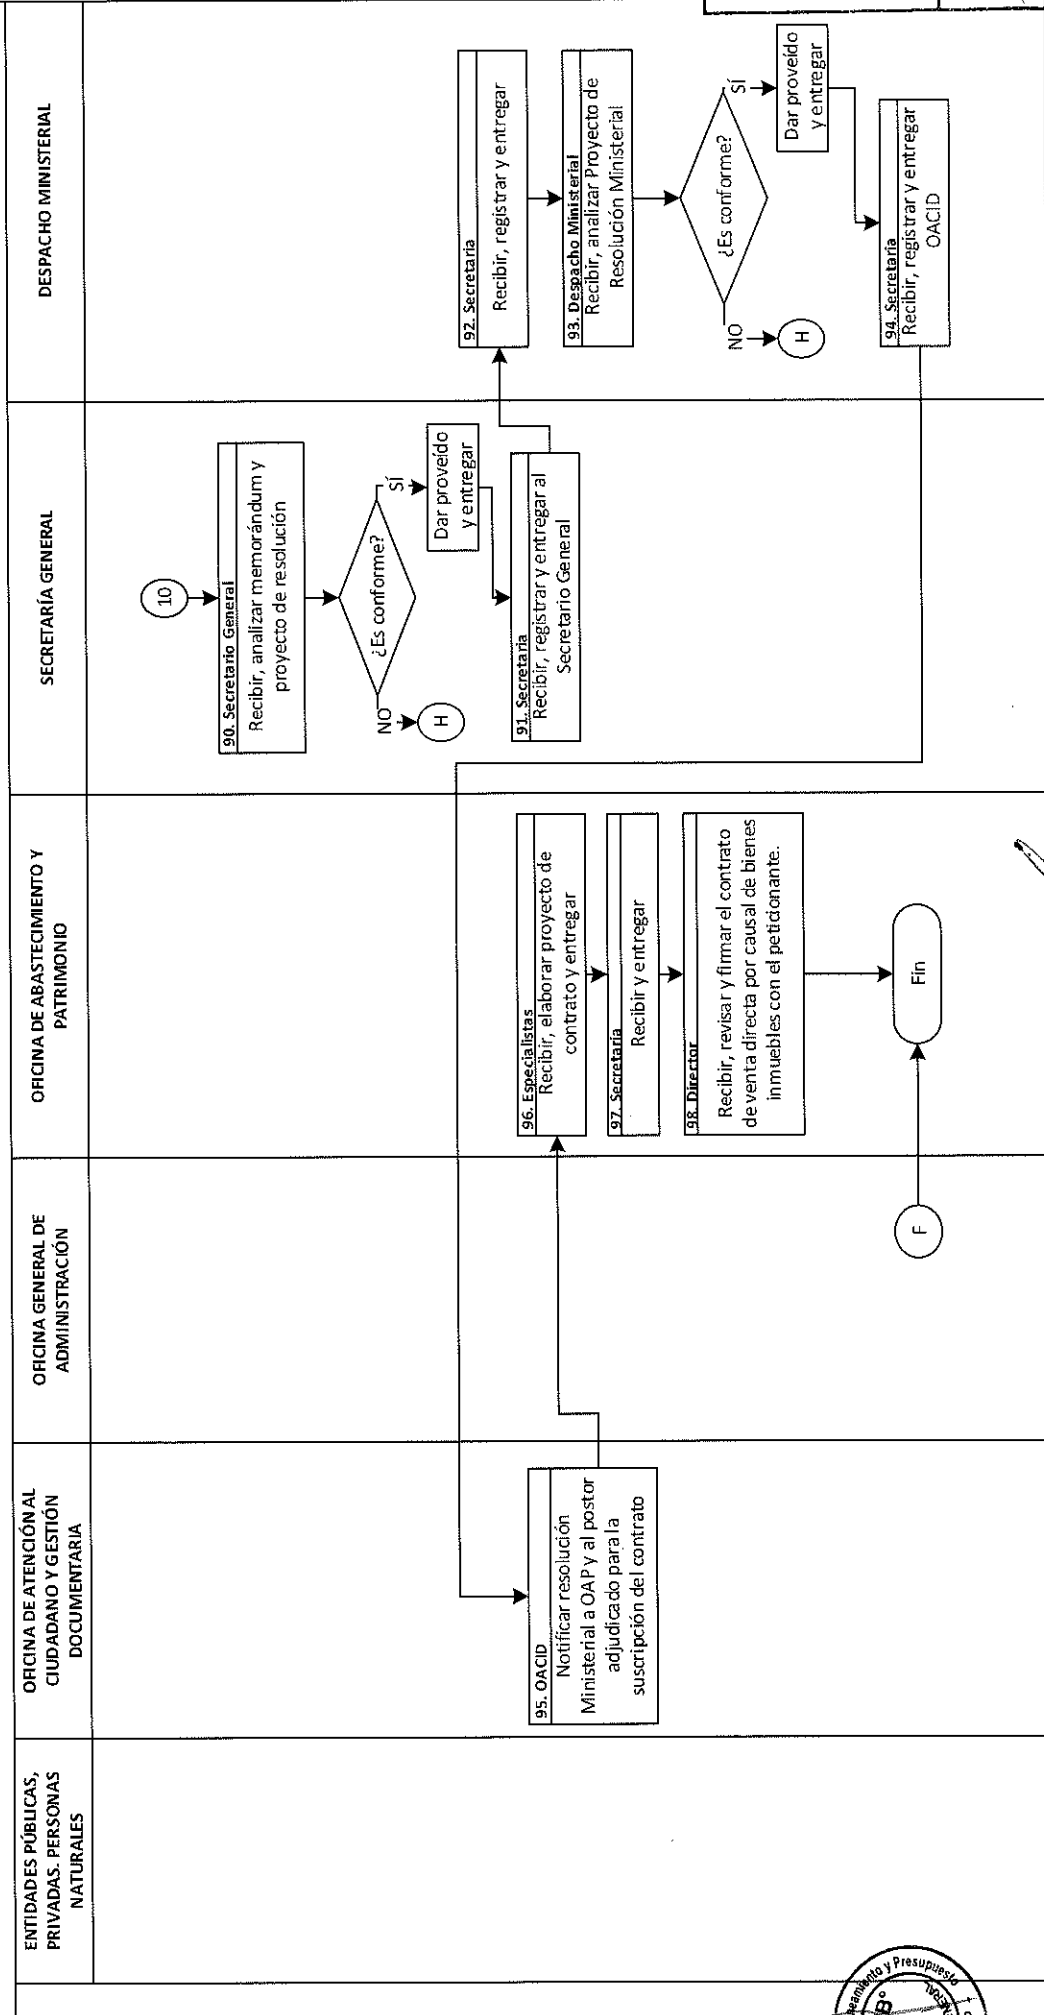 ENTIDADES PÚBLICAS,
PRIVADAS. PERSONAS
NATURALES
OFICINA DE ATENCIÓN AL
CIUDADANO Y GESTIÓN
DOCUMENTARIA
OFICINA GENERAL DE
ADMINISTRACIÓN
OFICINA DE ABASTECIMIENTO Y
PATRIMONIO
SECRETARÍA GENERAL
DESPACHO MINISTERIAL
10
90. Secretario General
Recibir, analizar memorándum y
proyecto de resolución
¿Es conforme?
NO
H
SÍ
Dar proveído
y entregar
91. Secretaria
Recibir, registrar y entregar al
Secretario General
92. Secretaria
Recibir, registrar y entregar
93. Despacho Ministerial
Recibir, analizar Proyecto de
Resolución Ministerial
¿Es conforme?
NO
H
SÍ
Dar proveído
y entregar
94. Secretaria
Recibir, registrar y entregar
OACID
95. OACID
Notificar resolución
Ministerial a OAP y al postor
adjudicado para la
suscripción del contrato
96. Especialistas
Recibir, elaborar proyecto de
contrato y entregar
97. Secretaria
Recibir y entregar
98. Director
Recibir, revisar y firmar el contrato
de venta directa por causal de bienes
inmuebles con el peticionante.
F
Fin
y Presupuesto